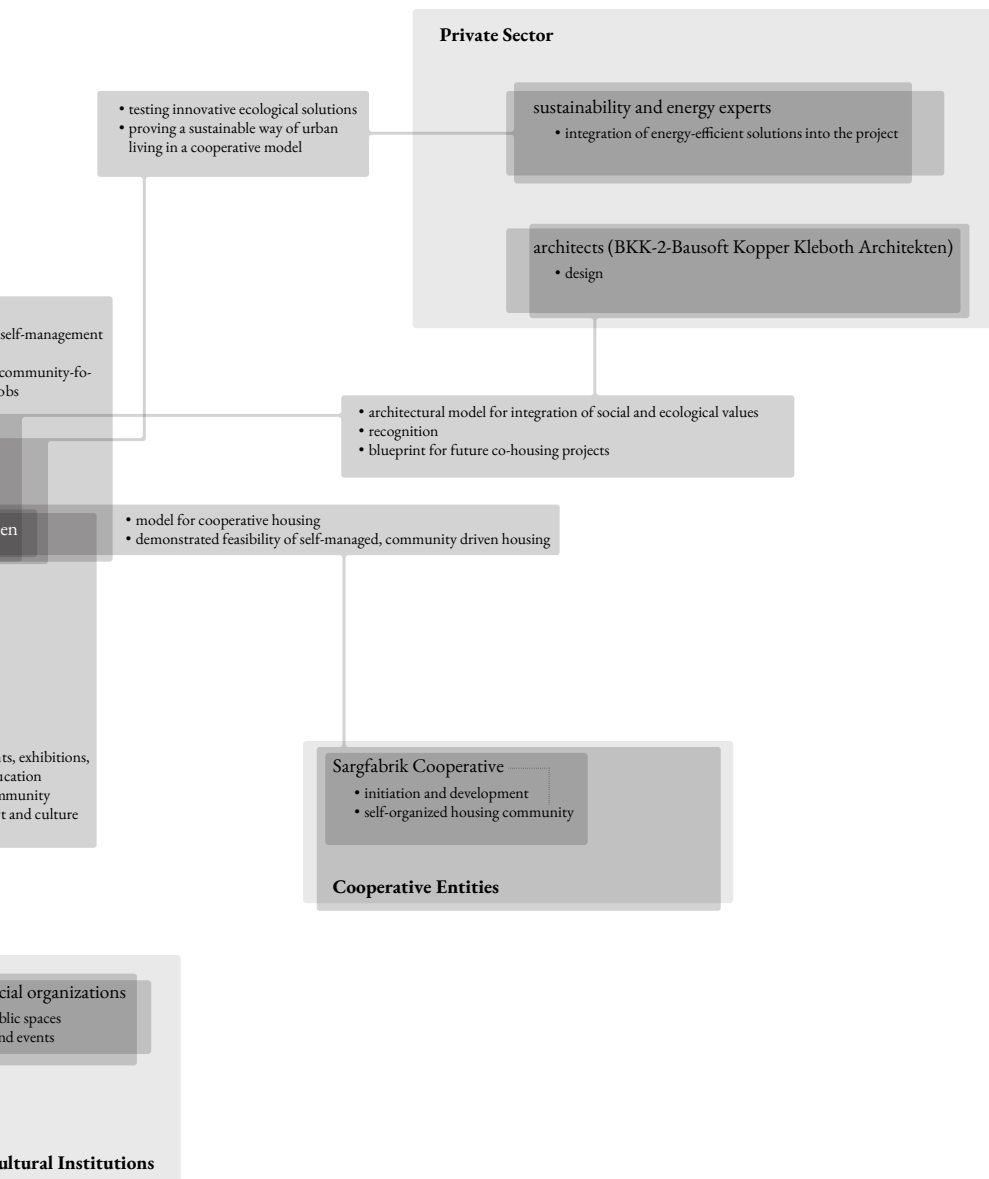 Private Sector
• testing innovative ecological solutions
• proving a sustainable way of urban
living in a cooperative model
sustainability and energy experts
• integration of energy-efficient solutions into the project
architects (BKK-2-Bausoft Kopper Kleboth Architekten)
• design
self-management
community-fo-
obs
• architectural model for integration of social and ecological values
• recognition
• blueprint for future co-housing projects
en
• model for cooperative housing
• demonstrated feasibility of self-managed, community driven housing
ts, exhibitions,
ucation
mmunity
t and culture
Sargfabrik Cooperative
• initiation and development
• self-organized housing community
Cooperative Entities
cial organizations
blic spaces
nd events
ultural Institutions